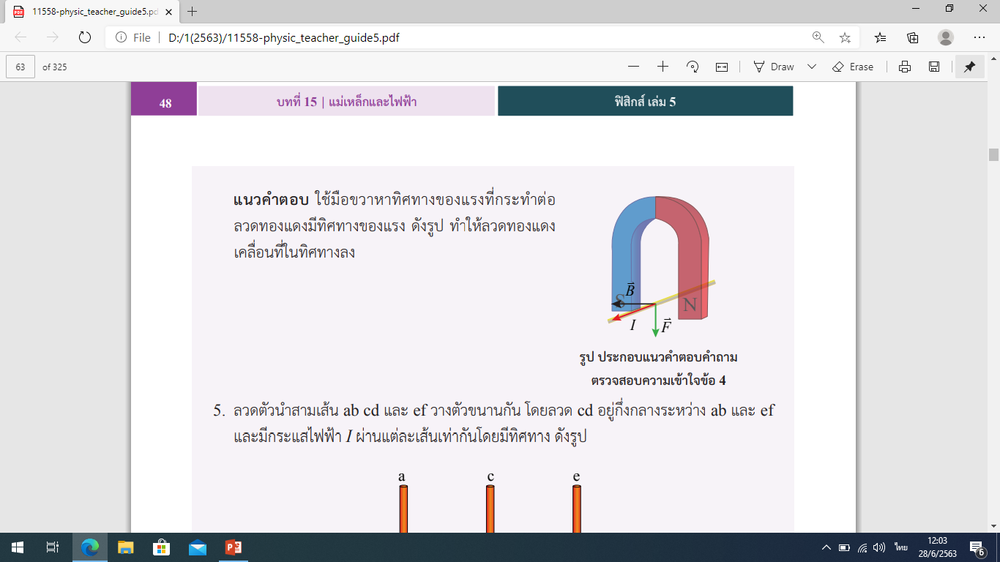 11558-physic_teacher_guide5.pd
File
D:/1(2563)/11558-physic_teacher_guide5.pdf
63 of 325
Draw
Erase
48
บทที่ 15 | แม่เหล็กและไฟฟ้า
ฟิสิกส์ เล่ม 5
แนวคำตอบ ใช้มือขวาหาทิศทางของแรงที่กระทำต่อ
ลวดทองแดงมีทิศทางของแรง ดังรูป ทำให้ลวดทองแดง
เคลื่อนที่ในทิศทางลง
B
S
N
I
F
รูป ประกอบแนวคำตอบคำถาม
ตรวจสอบความเข้าใจข้อ 4
5. ลวดตัวนำสามเส้น ab cd และ ef วางตัวขนานกัน โดยลวด cd อยู่กึ่งกลางระหว่าง ab และ ef
และมีกระแสไฟฟ้า I ผ่านแต่ละเส้นเท่ากันโดยมีทิศทาง ดังรูป
a c e
ไทย
12:03
28/6/2563
6